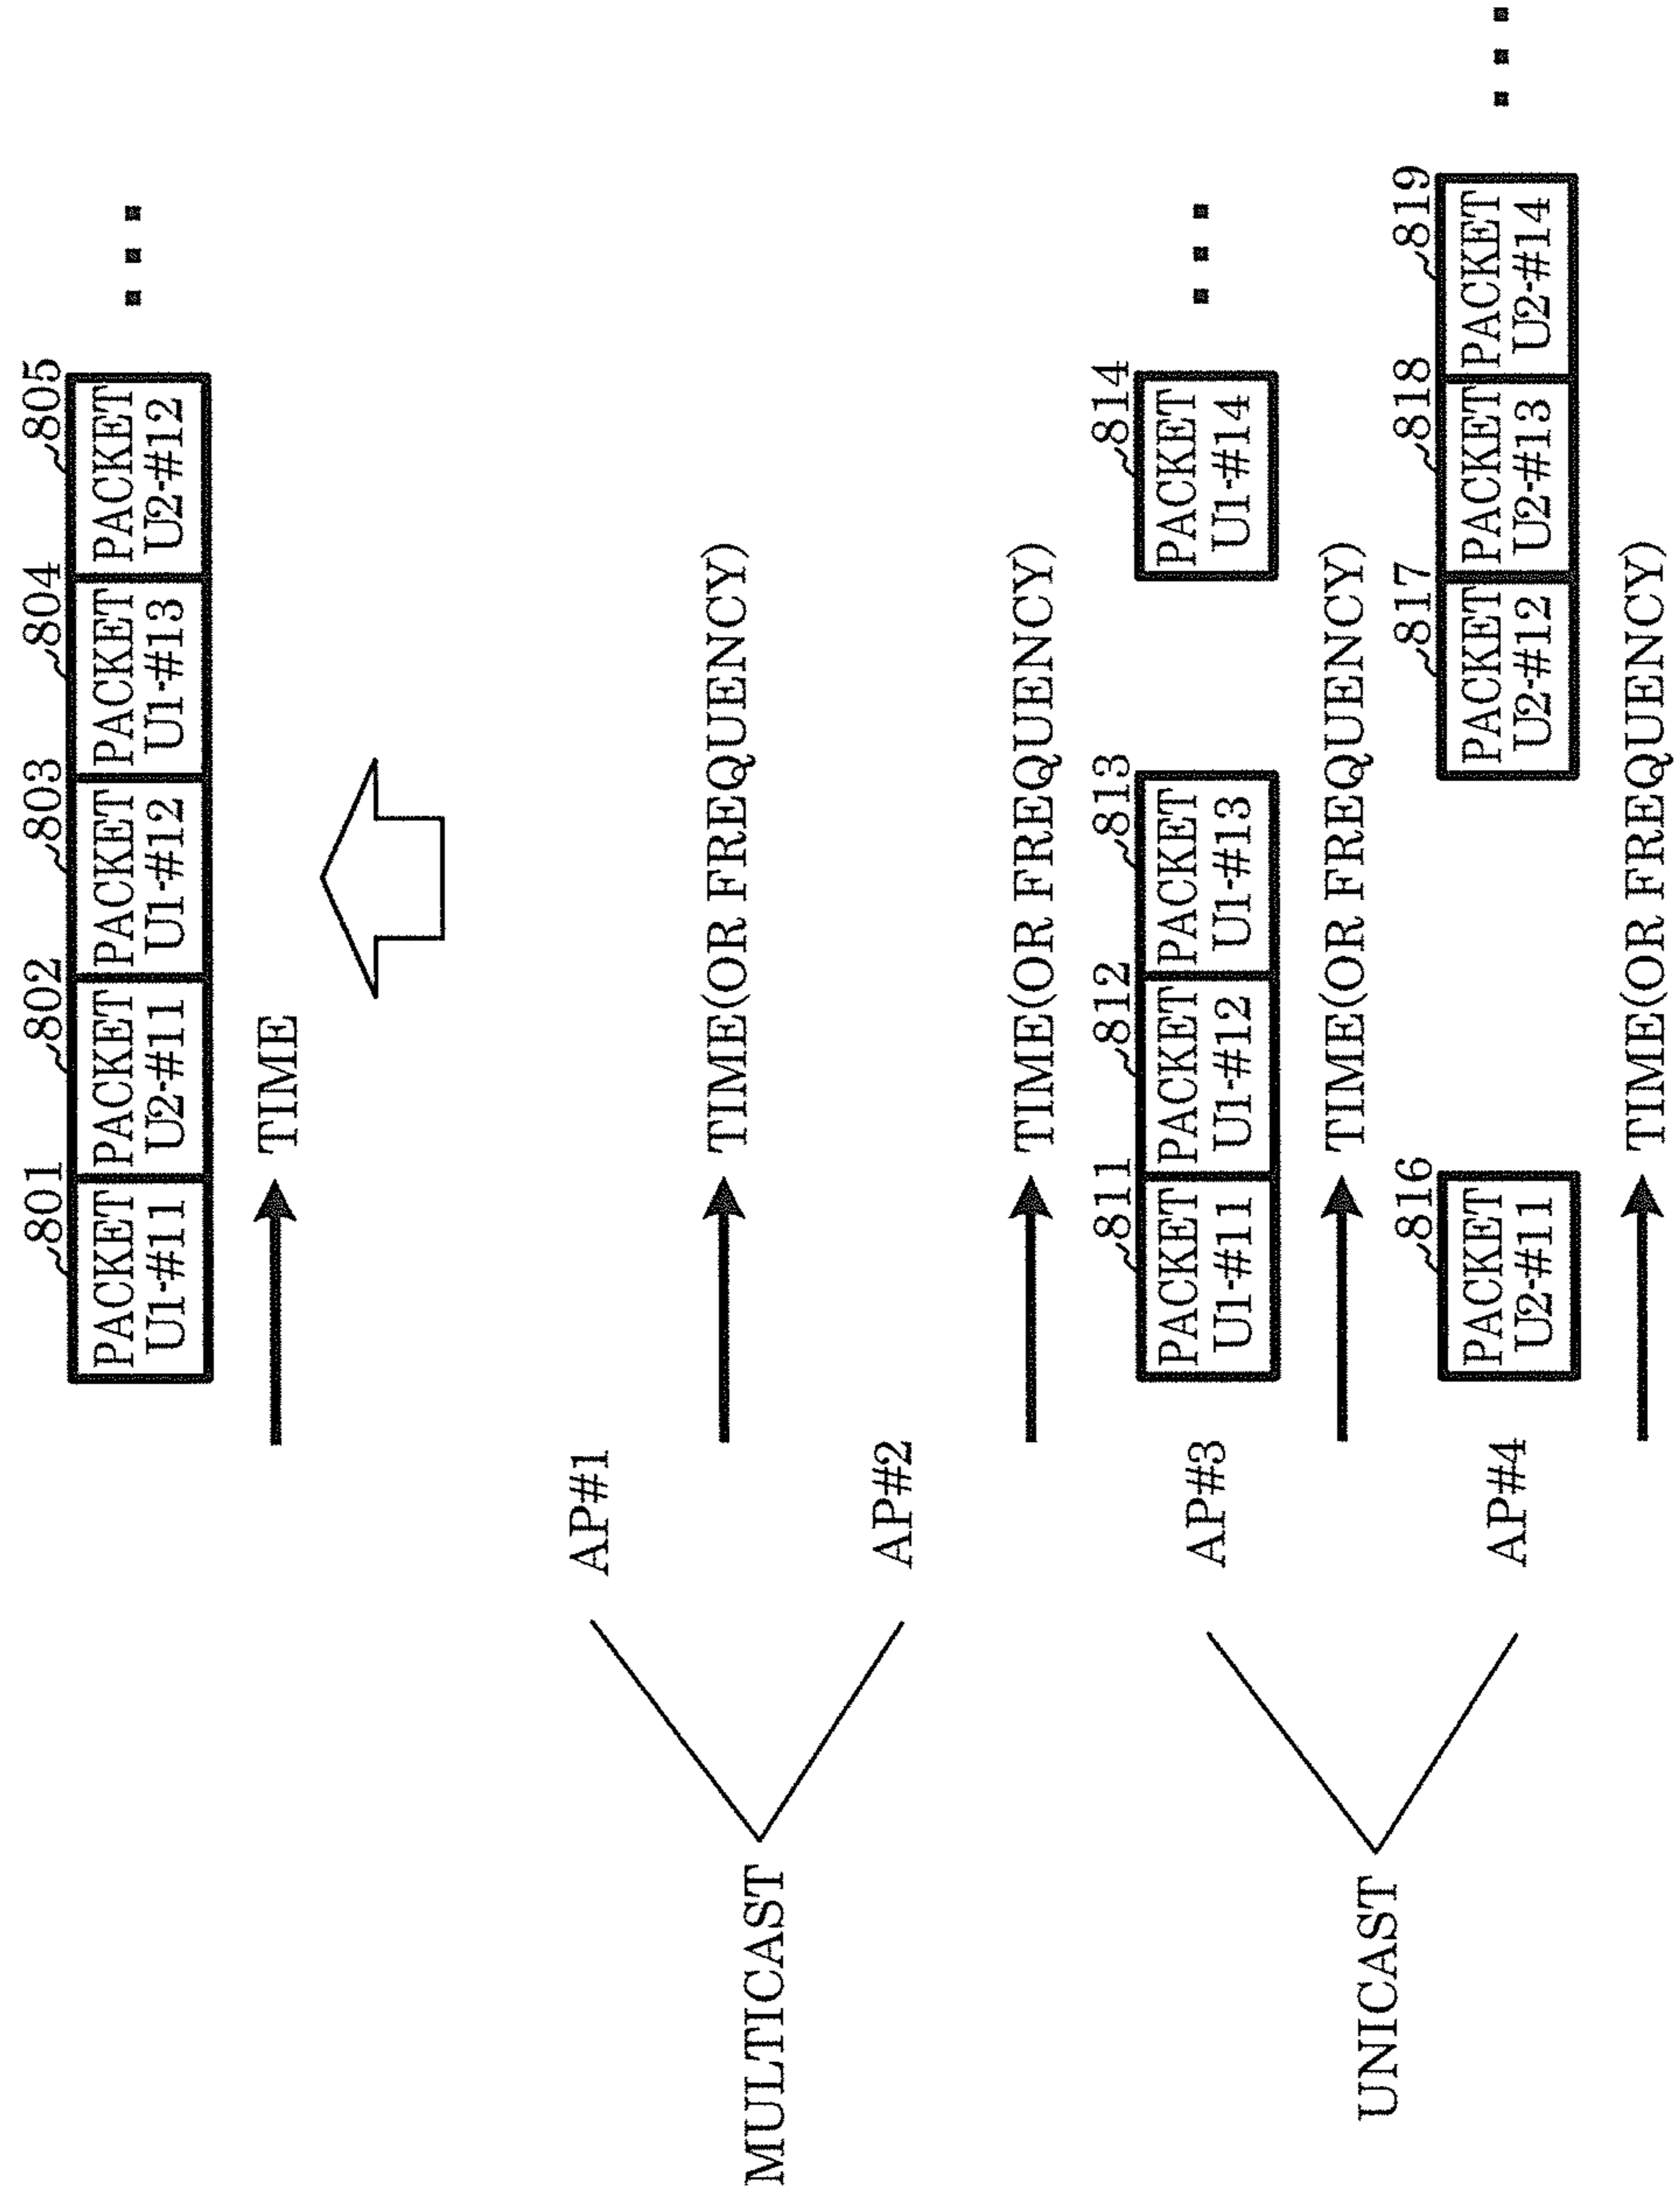 801
802
803
804
805
PACKET
U1-#11
PACKET
U2-#11
PACKET
U1-#12
PACKET
U1-#13
PACKET
U2-#12
TIME
MULTICAST
AP#1
TIME(OR FREQUENCY)
AP#2
TIME(OR FREQUENCY)
UNICAST
811
812
813
814
AP#3
PACKET
U1-#11
PACKET
U1-#12
PACKET
U1-#13
PACKET
U1-#14
TIME(OR FREQUENCY)
816
817
818
819
AP#4
PACKET
U2-#11
PACKET
U2-#12
PACKET
U2-#13
PACKET
U2-#14
TIME(OR FREQUENCY)